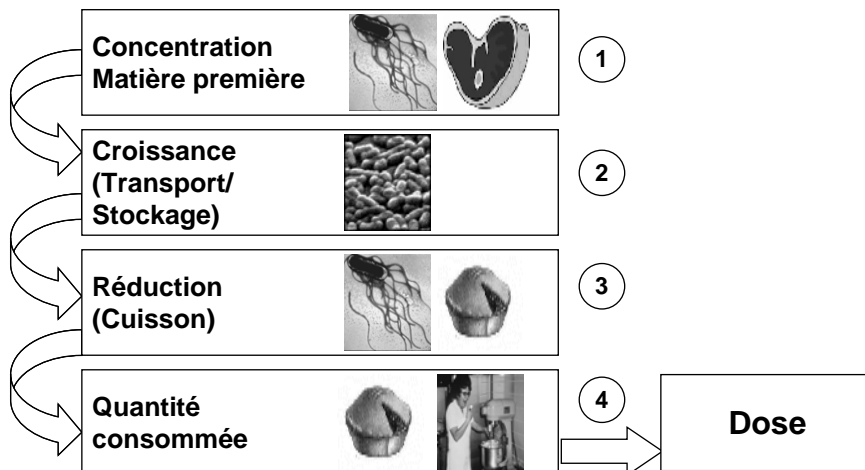 Concentration
Matière première
1
Croissance
(Transport/
Stockage)
2
Réduction
(Cuisson)
3
Quantité
consommée
4
Dose